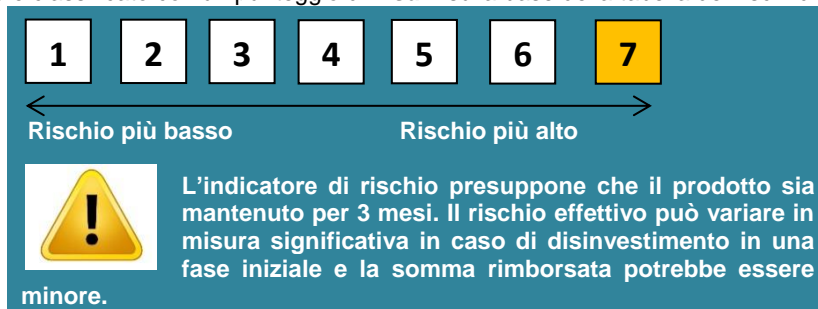 1 2 3 4 5 6 7
Rischio più basso Rischio più alto
L'indicatore di rischio presuppone che il prodotto sia
mantenuto per 3 mesi. Il rischio effettivo può variare in
misura significativa in caso di disinvestimento in una
fase iniziale e la somma rimborsata potrebbe essere
minore.